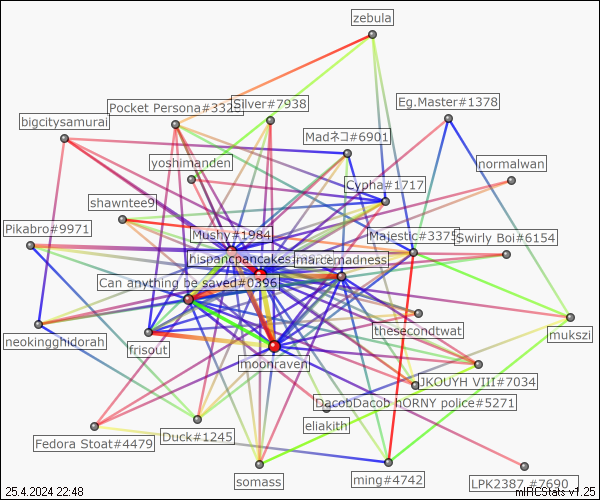 zebula
Pocket Persona#3325
Silver#7938
Eg.Master#1378
bigcitysamurai
Madネコ#6901
yoshimanden
normalwan
Cypha#1717
shawntee9
Pikabro#9971
Mushy#1984
Majestic#3375
Swirly Boi#6154
hispancpancakes
marcemadness
Can anything be saved#0396
neokingghidorah
frisout
thesecondtwat
mukszi
moonraven
JKOUYH VIII#7034
DacobDacob hORNY police#5271
eliakith
Fedora Stoat#4479
Duck#1245
somass
ming#4742
LPK2387 #7690
25.4.2024 22:48
mIRCStats v1.25